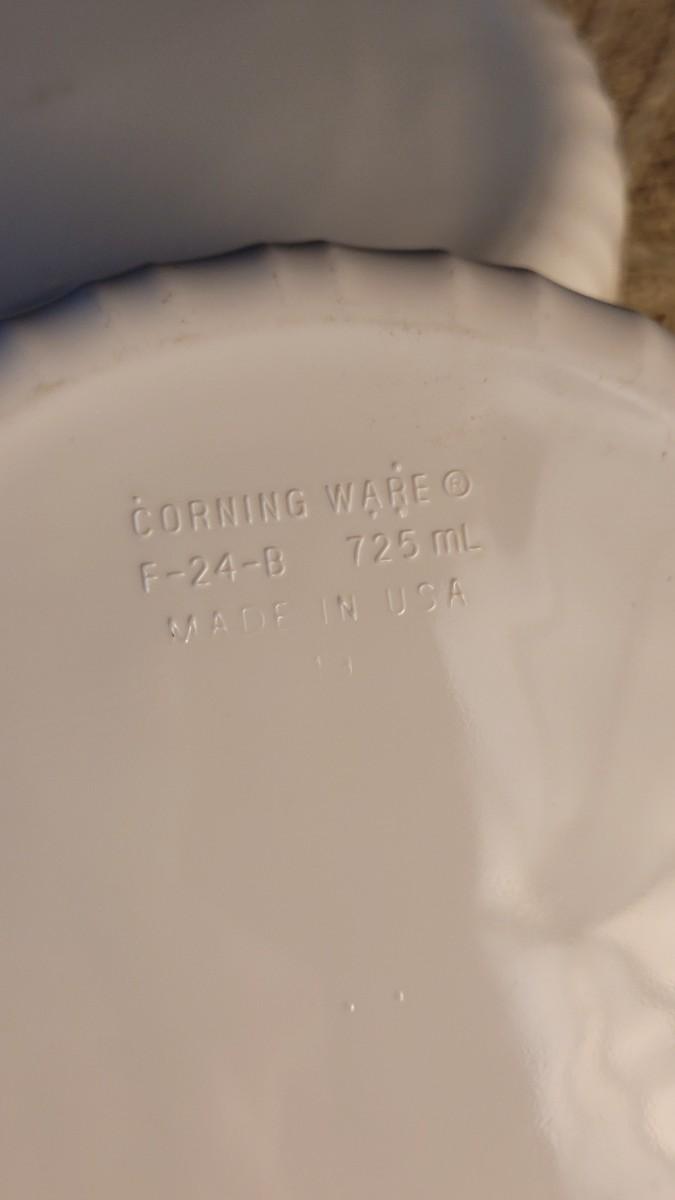 CORNING WARE®
F-24-B 725 mL
MADE IN USA